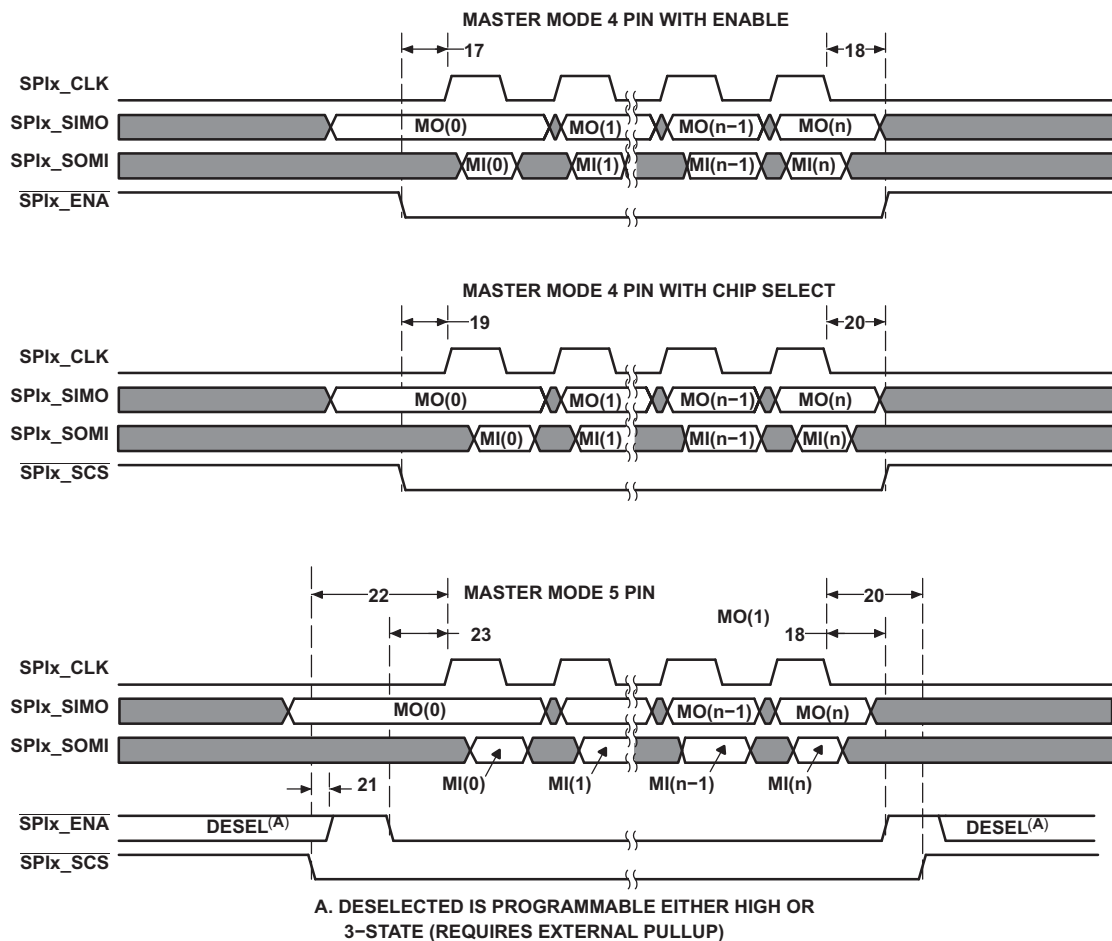 MASTER MODE 4 PIN WITH ENABLE
17
18
SPIx_CLK
SPIx_SIMO
MO(0)
MO(1)
MO(n−1)
MO(n)
SPIx_SOMI
MI(0)
MI(1)
MI(n−1)
MI(n)
SPIx_ENA
MASTER MODE 4 PIN WITH CHIP SELECT
19
20
SPIx_CLK
SPIx_SIMO
MO(0)
MO(1)
MO(n−1)
MO(n)
SPIx_SOMI
MI(0)
MI(1)
MI(n−1)
MI(n)
SPIx_SCS
22
MASTER MODE 5 PIN
20
MO(1)
23
18
SPIx_CLK
SPIx_SIMO
MO(0)
MO(n−1)
MO(n)
SPIx_SOMI
21
MI(0)
MI(1)
MI(n−1)
MI(n)
SPIx_ENA
DESEL(A)
DESEL(A)
SPIx_SCS
A. DESELECTED IS PROGRAMMABLE EITHER HIGH OR
3−STATE (REQUIRES EXTERNAL PULLUP)